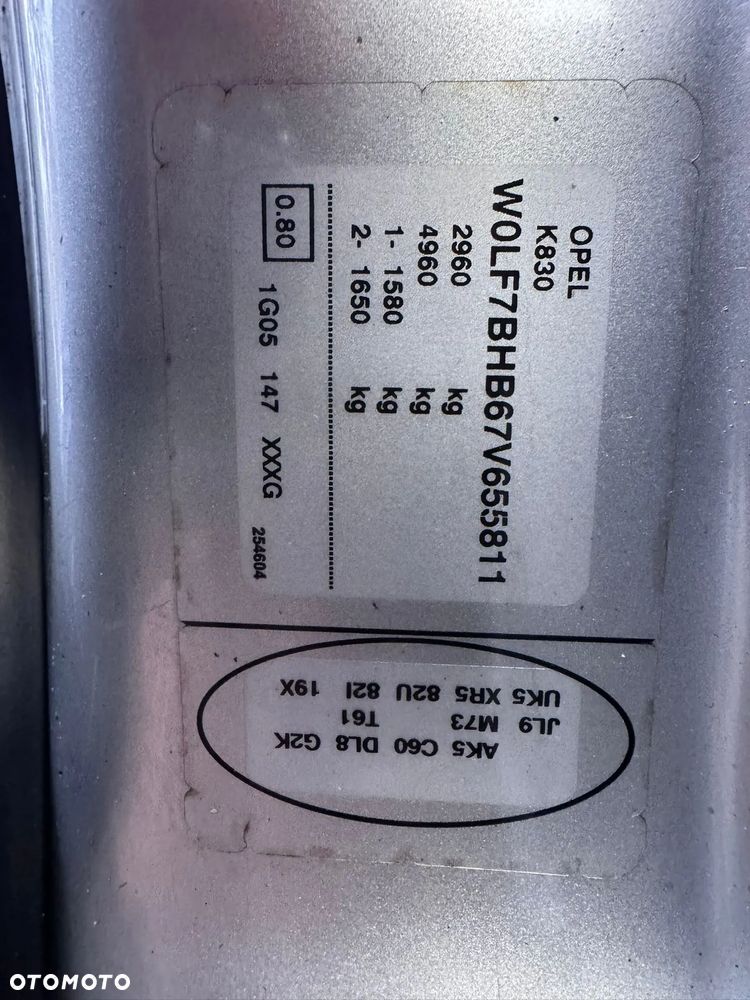 OPEL
K830
W0LF7BHB67V655811
2960 kg
4960 kg
1- 1580 kg
2- 1650 kg
0.80 1G05 147 XXXG 254604
AK5 C60 DL8 G2K
JL9 M73 T61
UK5 XR5 82U 82I 19X
OTOMOTO